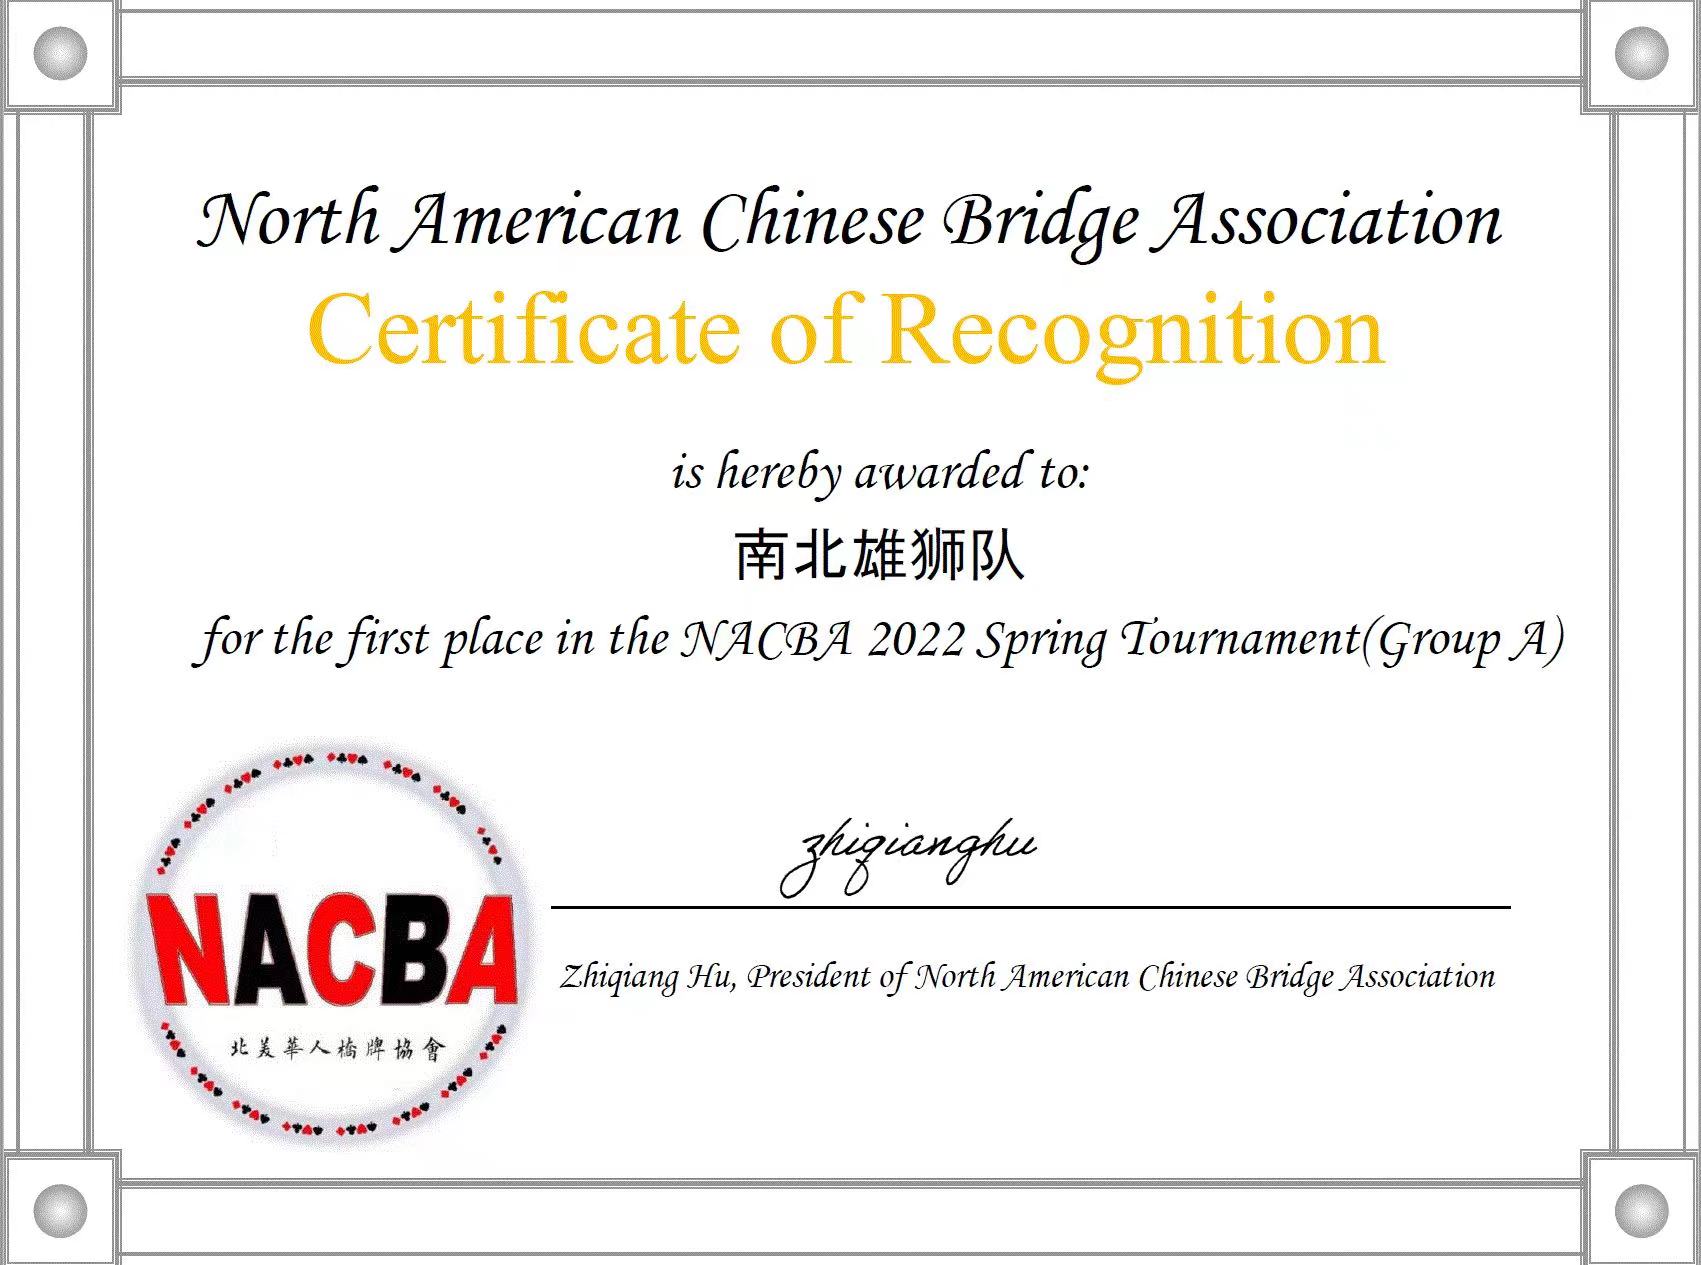 North American Chinese Bridge Association
Certificate of Recognition
is hereby awarded to:
南北雄狮队
for the first place in the NACBA 2022 Spring Tournament(Group A)
zhiqianghu
Zhiqiang Hu, President of North American Chinese Bridge Association
NACBA
北美華人橋牌協會